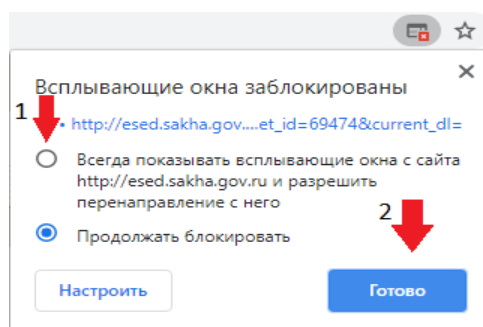 Всплывающие окна заблокированы
1
• http://esed.sakha.gov....et_id=69474&current_dl=
Всегда показывать всплывающие окна с сайта
http://esed.sakha.gov.ru и разрешить
перенаправление с него
2
Продолжать блокировать
Настроить
Готово